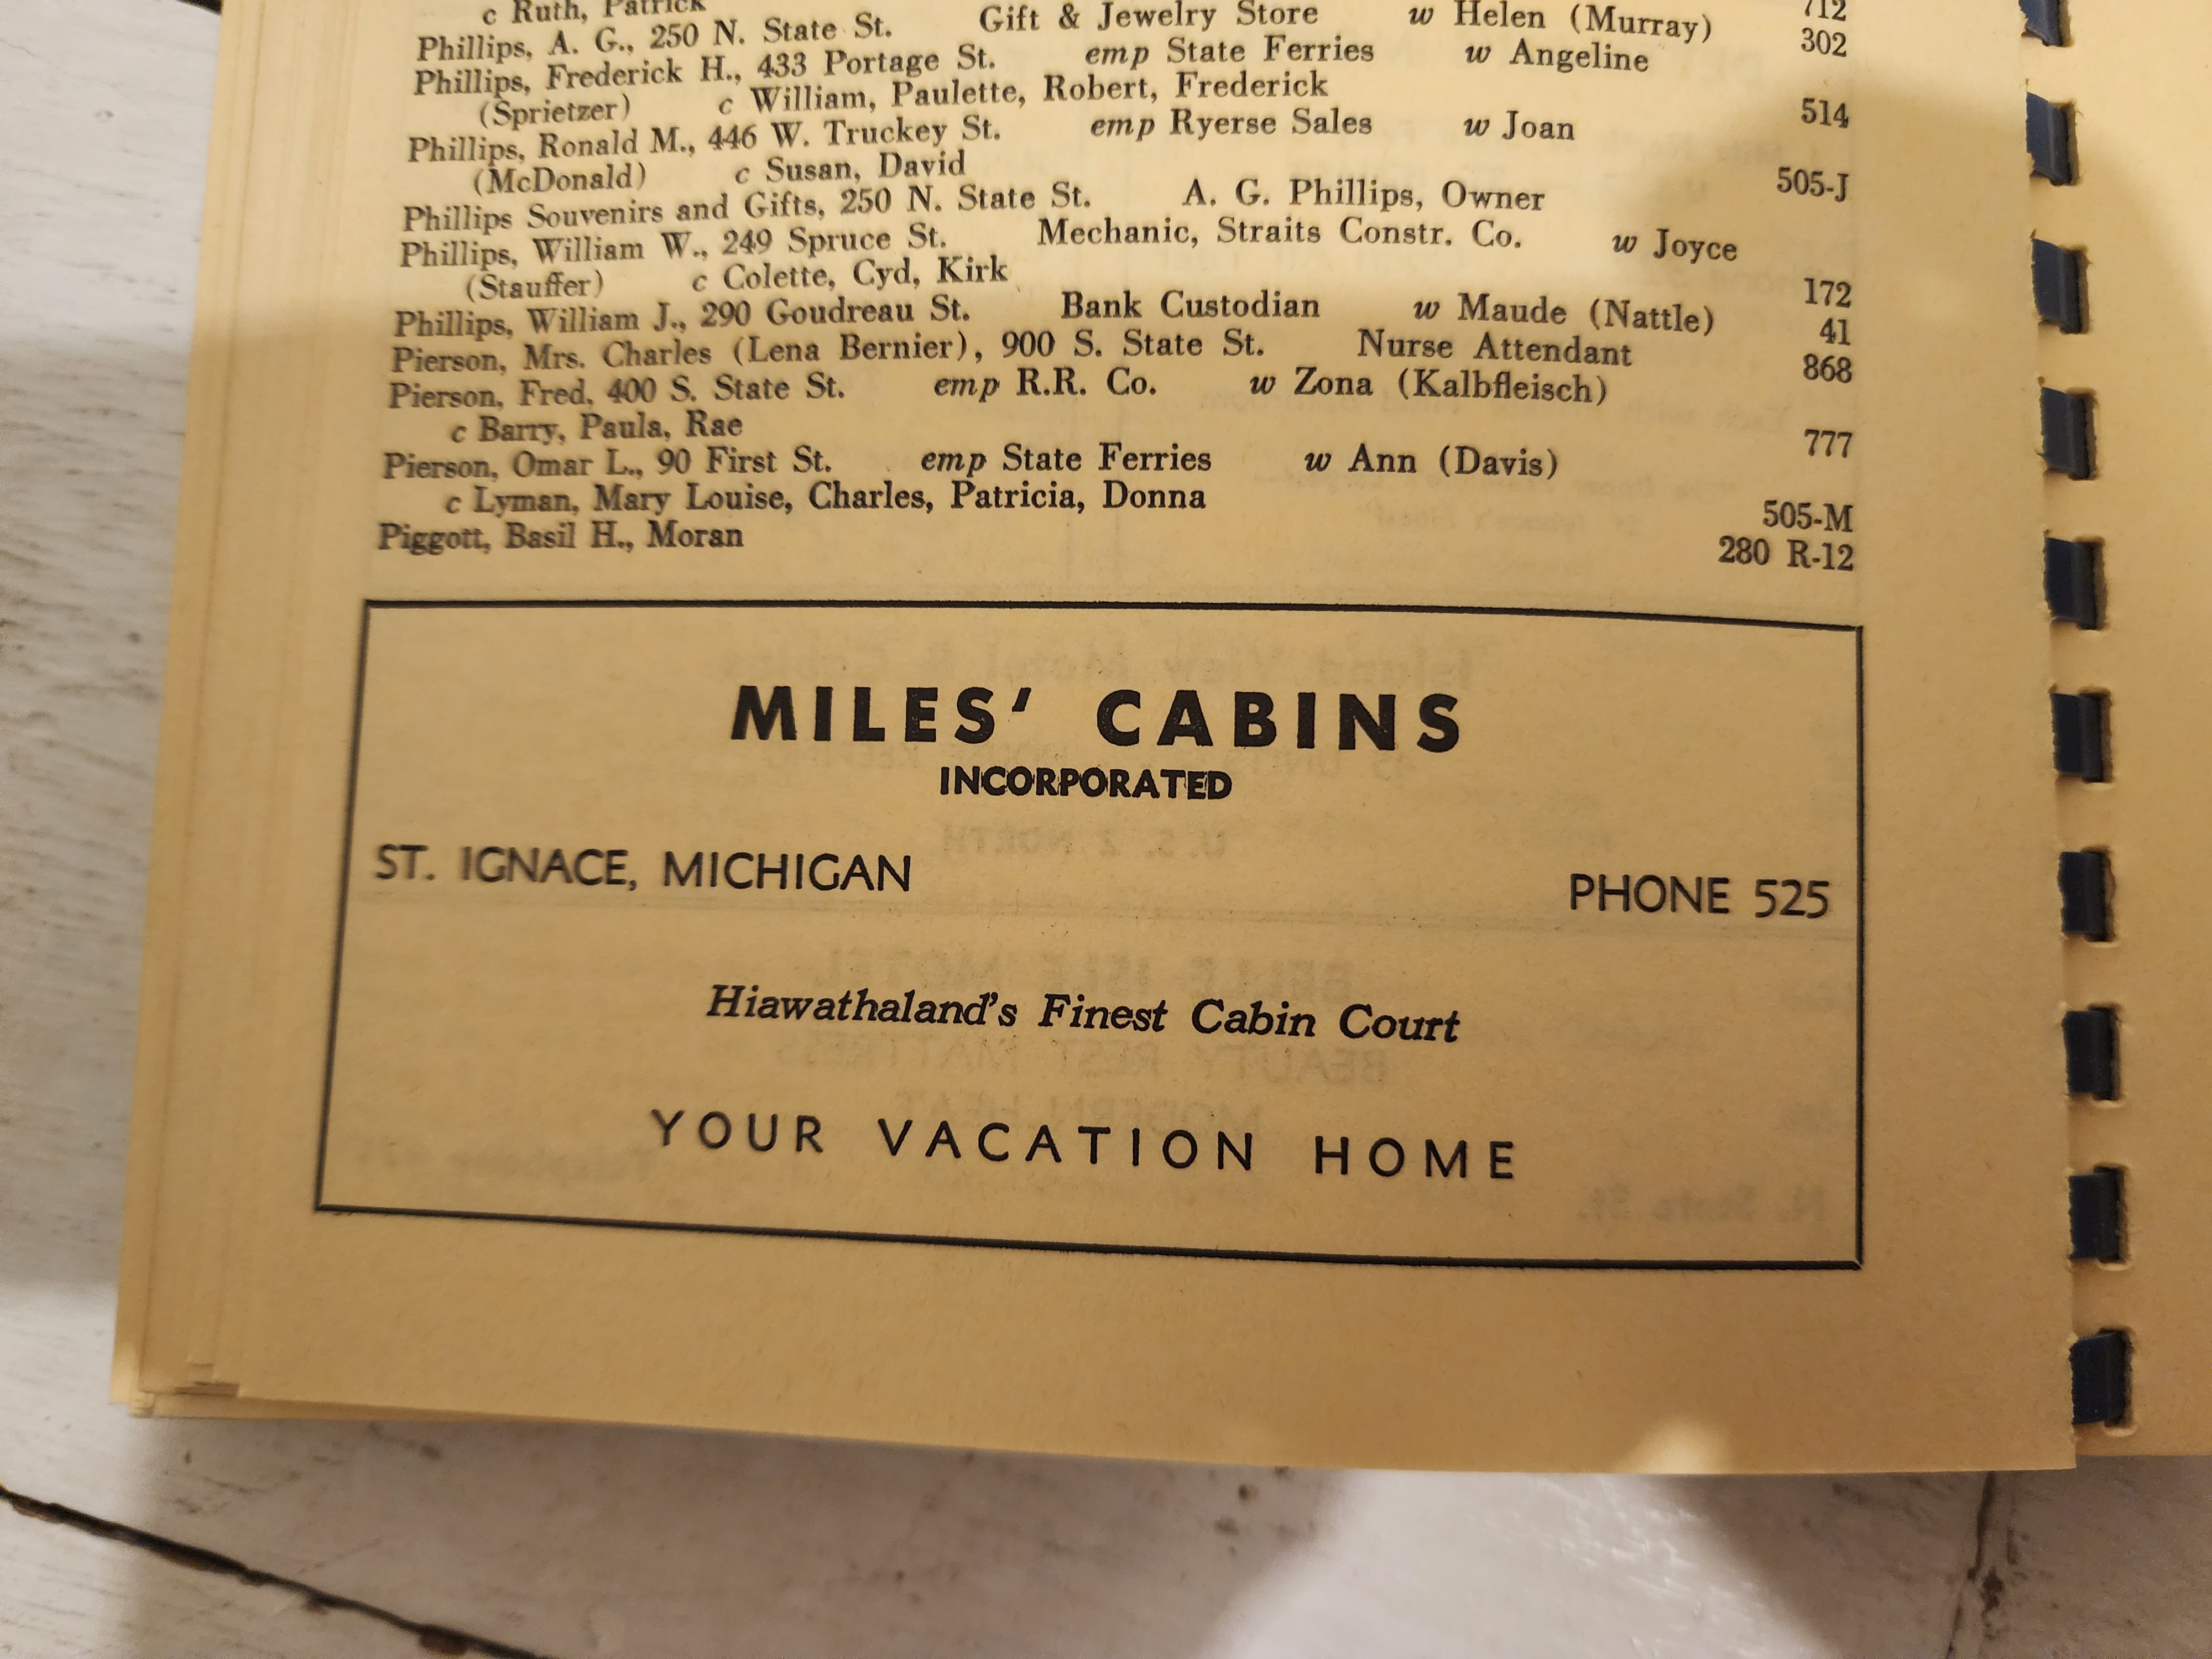 c Ruth, Patrick 712
Phillips, A. G., 250 N. State St. Gift & Jewelry Store w Helen (Murray) 302
Phillips, Frederick H., 433 Portage St. emp State Ferries w Angeline
(Sprietzer) c William, Paulette, Robert, Frederick 514
Phillips, Ronald M., 446 W. Truckey St. emp Ryerse Sales w Joan
(McDonald) c Susan, David 505-J
Phillips Souvenirs and Gifts, 250 N. State St. A. G. Phillips, Owner
Phillips, William W., 249 Spruce St. Mechanic, Straits Constr. Co. w Joyce
(Stauffer) c Colette, Cyd, Kirk 172
Phillips, William J., 290 Goudreau St. Bank Custodian w Maude (Nattle) 41
Pierson, Mrs. Charles (Lena Bernier), 900 S. State St. Nurse Attendant 868
Pierson, Fred, 400 S. State St. emp R.R. Co. w Zona (Kalbfleisch)
c Barry, Paula, Rae 777
Pierson, Omar L., 90 First St. emp State Ferries w Ann (Davis)
c Lyman, Mary Louise, Charles, Patricia, Donna 505-M
Piggott, Basil H., Moran 280 R-12
MILES' CABINS
INCORPORATED
ST. IGNACE, MICHIGAN PHONE 525
Hiawathaland's Finest Cabin Court
YOUR VACATION HOME